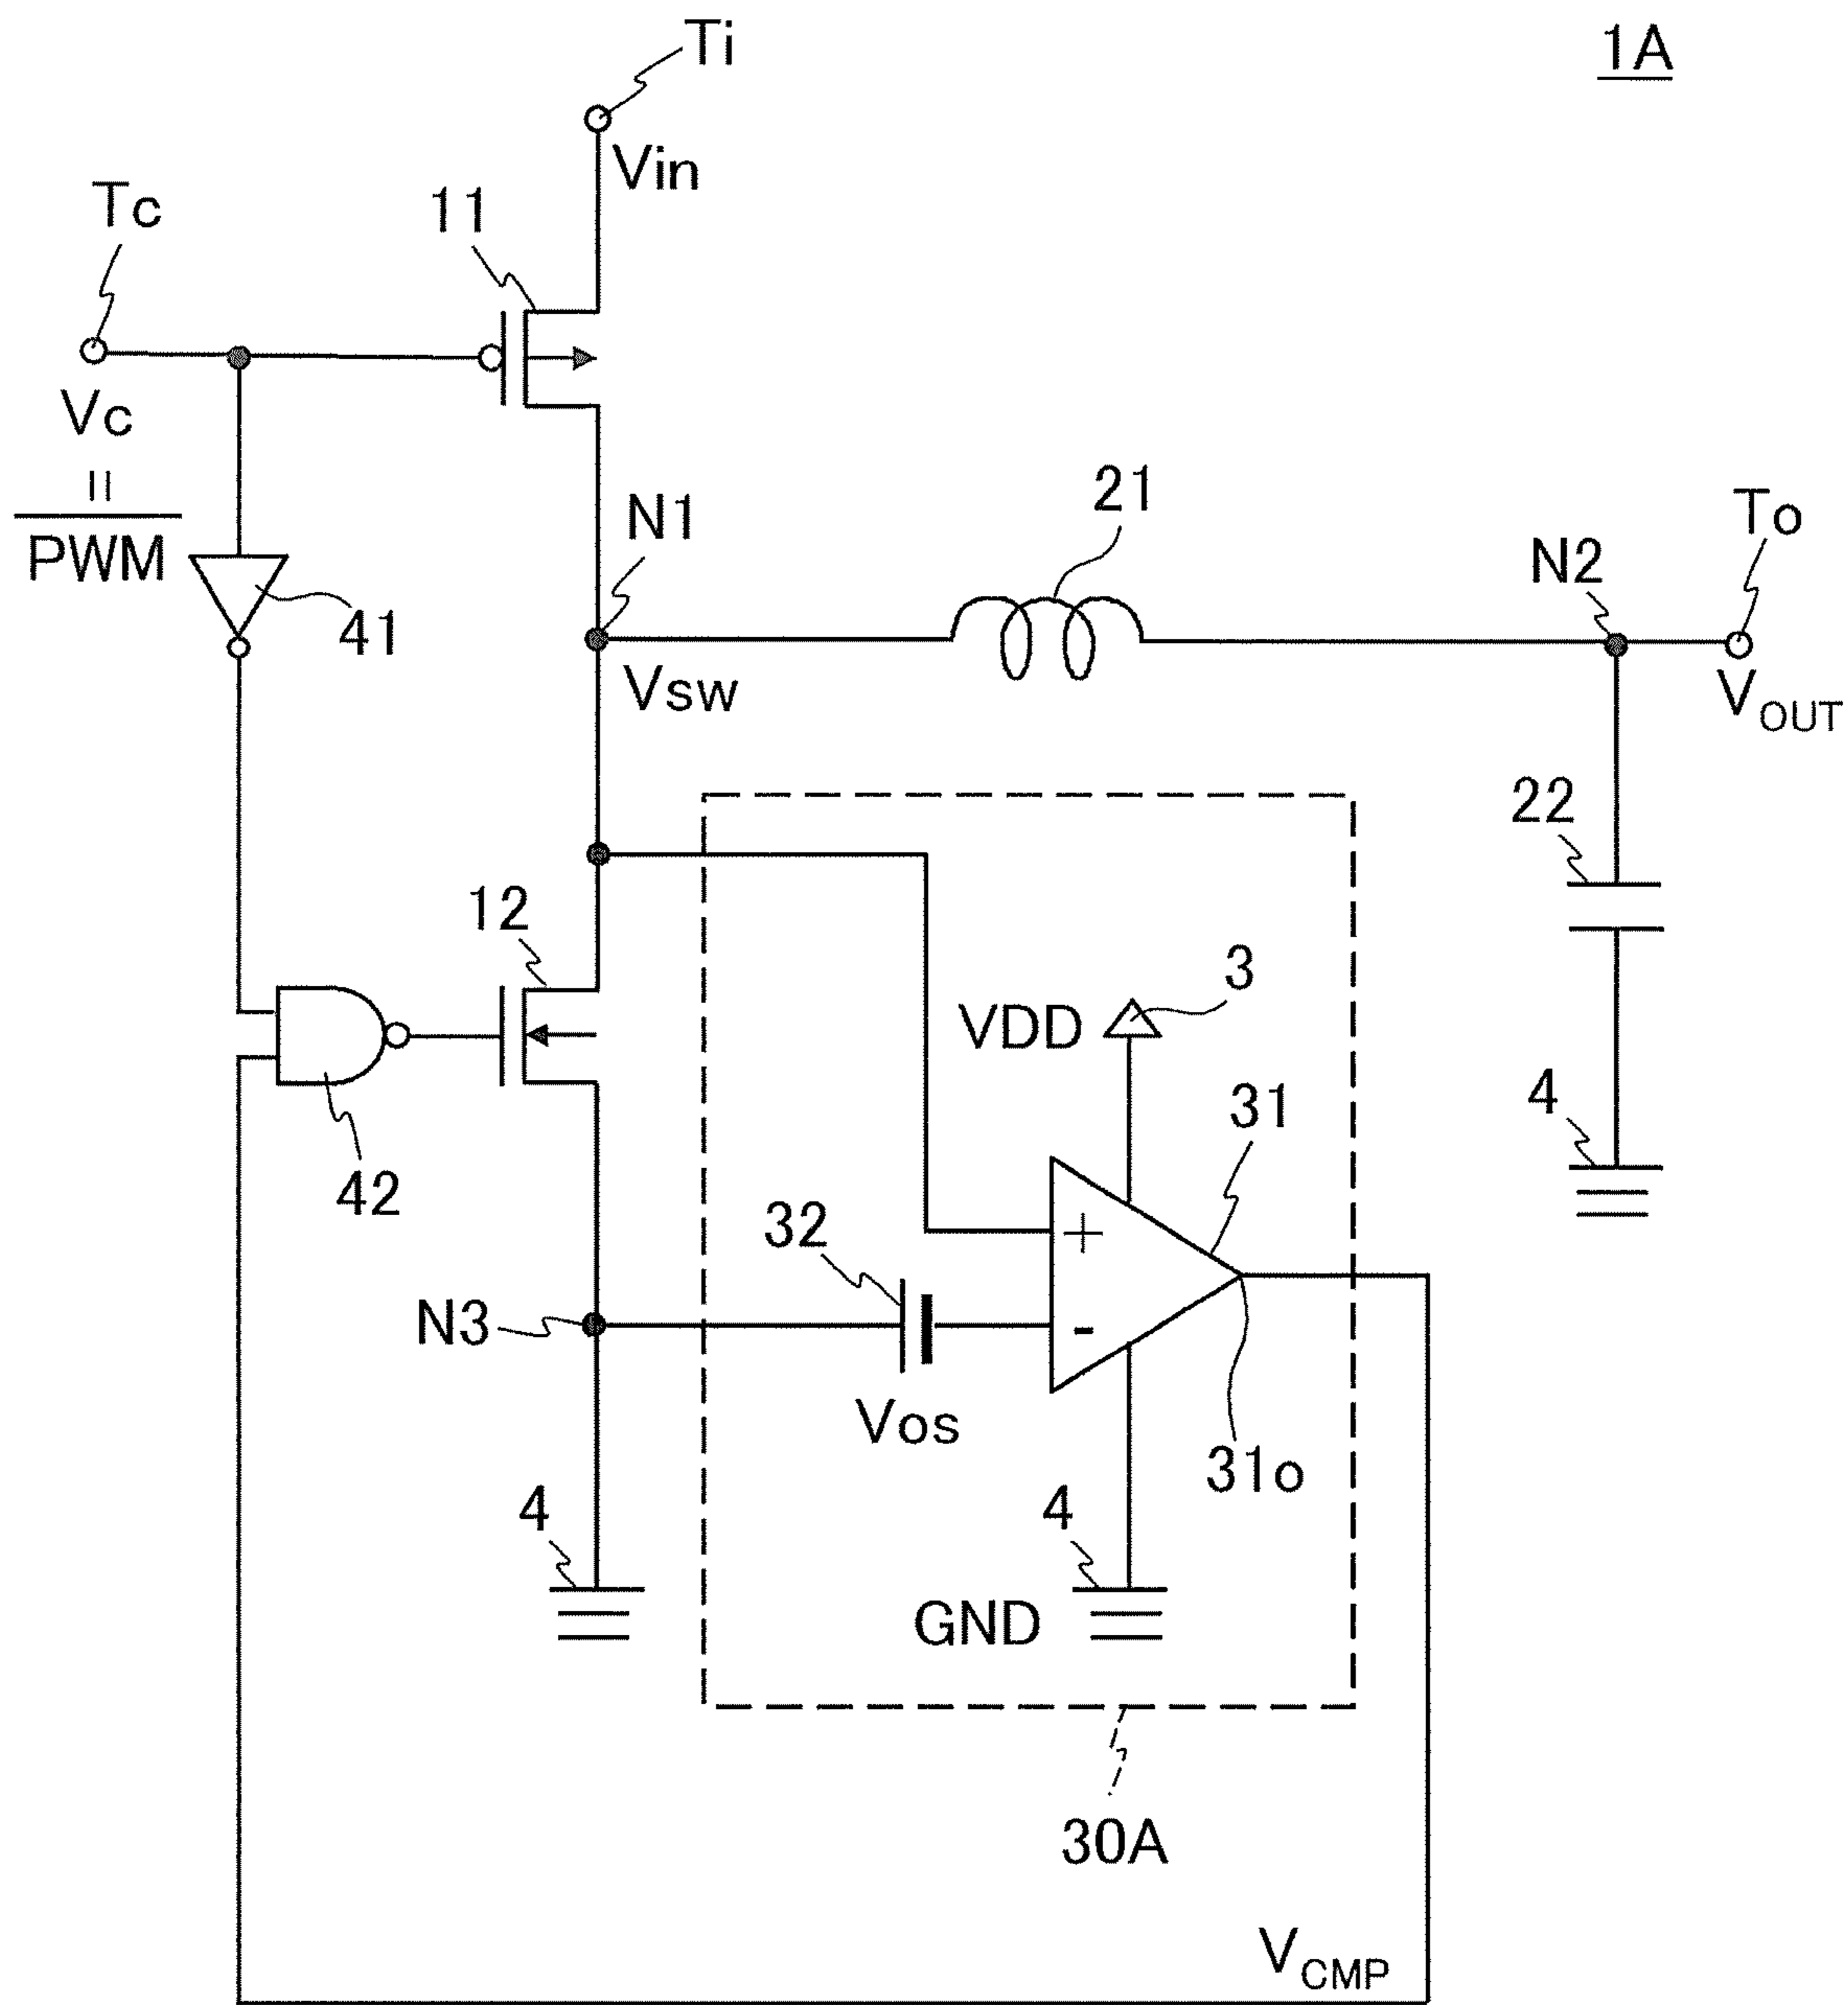 1A
Ti
Vin
Tc
11
Vc
=
PWM
41
N1
Vsw
21
N2
To
VOUT
22
12
3
VDD
4
31
42
32
+
N3
-
Vos
31o
4
4
GND
30A
VCMP